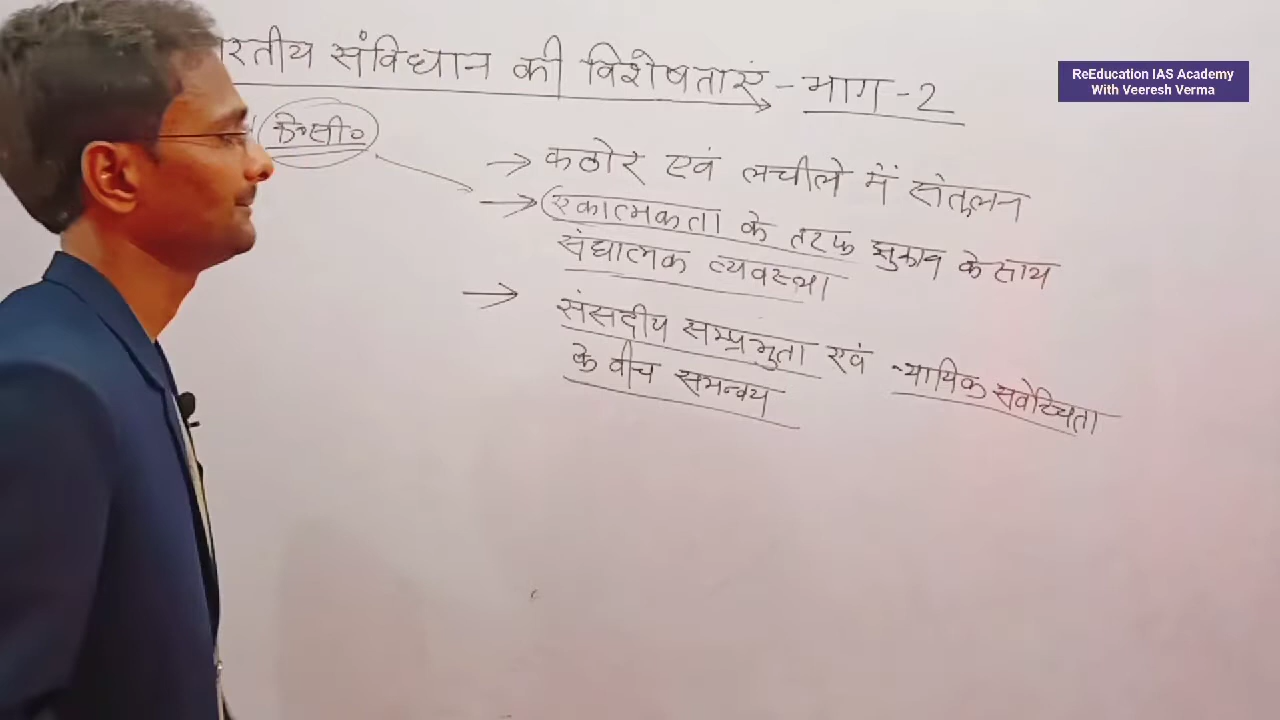 रतीय संविधान की विशेषताएं - भाग - 2
ReEducation IAS Academy
With Veeresh Verma
→ कठोर एवं लचीले में संतुलन
→ एकात्मकता के तरफ झुकाव के साथ
संघात्मक व्यवस्था
→ संसदीय सम्प्रभुता एवं न्यायिक सर्वोच्चिता
के बीच समन्वय